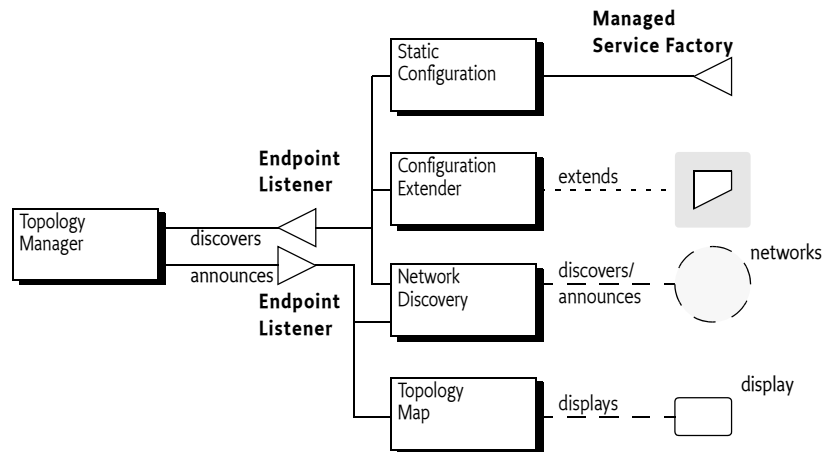 Managed
Service Factory
Static
Configuration
Endpoint
Listener
Configuration
Extender
extends
Topology
Manager
discovers
announces
Endpoint
Listener
Network
Discovery
discovers/
announces
networks
Topology
Map
displays
display